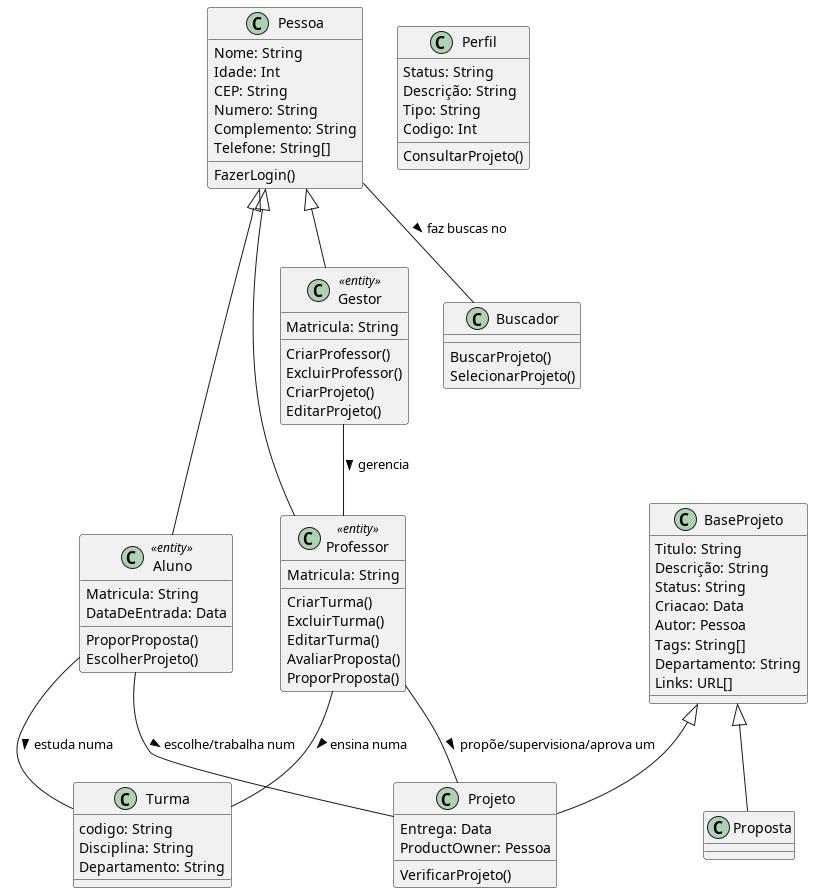 C Pessoa
Nome: String
Idade: Int
CEP: String
Numero: String
Complemento: String
Telefone: String[]
FazerLogin()
C Perfil
Status: String
Descrição: String
Tipo: String
Codigo: Int
ConsultarProjeto()
faz buscas no
C «entity»
Gestor
Matricula: String
CriarProfessor()
ExcluirProfessor()
CriarProjeto()
EditarProjeto()
C Buscador
BuscarProjeto()
SelecionarProjeto()
gerencia
C «entity»
Aluno
Matricula: String
DataDeEntrada: Data
ProporProposta()
EscolherProjeto()
C «entity»
Professor
Matricula: String
CriarTurma()
ExcluirTurma()
EditarTurma()
AvaliarProposta()
ProporProposta()
C BaseProjeto
Titulo: String
Descrição: String
Status: String
Criacao: Data
Autor: Pessoa
Tags: String[]
Departamento: String
Links: URL[]
estuda numa
escolhe/trabalha num
ensina numa
propõe/supervisiona/aprova um
C Turma
codigo: String
Disciplina: String
Departamento: String
C Projeto
Entrega: Data
ProductOwner: Pessoa
VerificarProjeto()
C Proposta